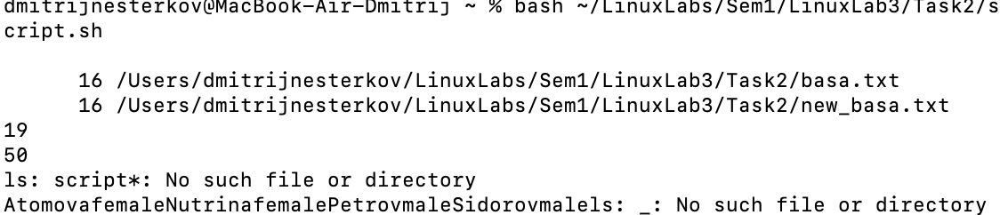 dmitrijnesterkov@MacBook-Air-Dmitrij ~ % bash ~/LinuxLabs/Sem1/LinuxLab3/Task2/s
cript.sh
16 /Users/dmitrijnesterkov/LinuxLabs/Sem1/LinuxLab3/Task2/basa.txt
16 /Users/dmitrijnesterkov/LinuxLabs/Sem1/LinuxLab3/Task2/new_basa.txt
19
50
ls: script*: No such file or directory
AtomovafemaleNutrinafemalePetrovmaleSidorovmalels: _: No such file or directory